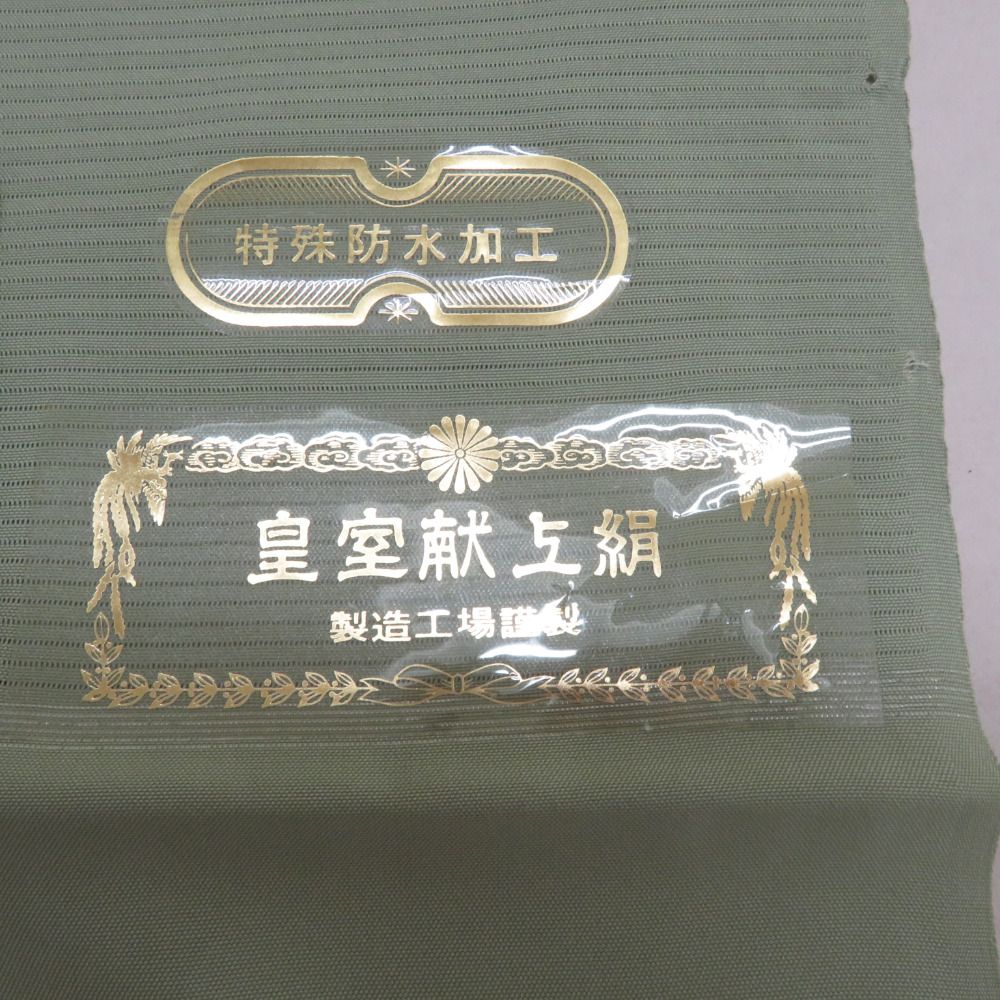 特殊防水加工
皇室献上絹
製造工場謹製